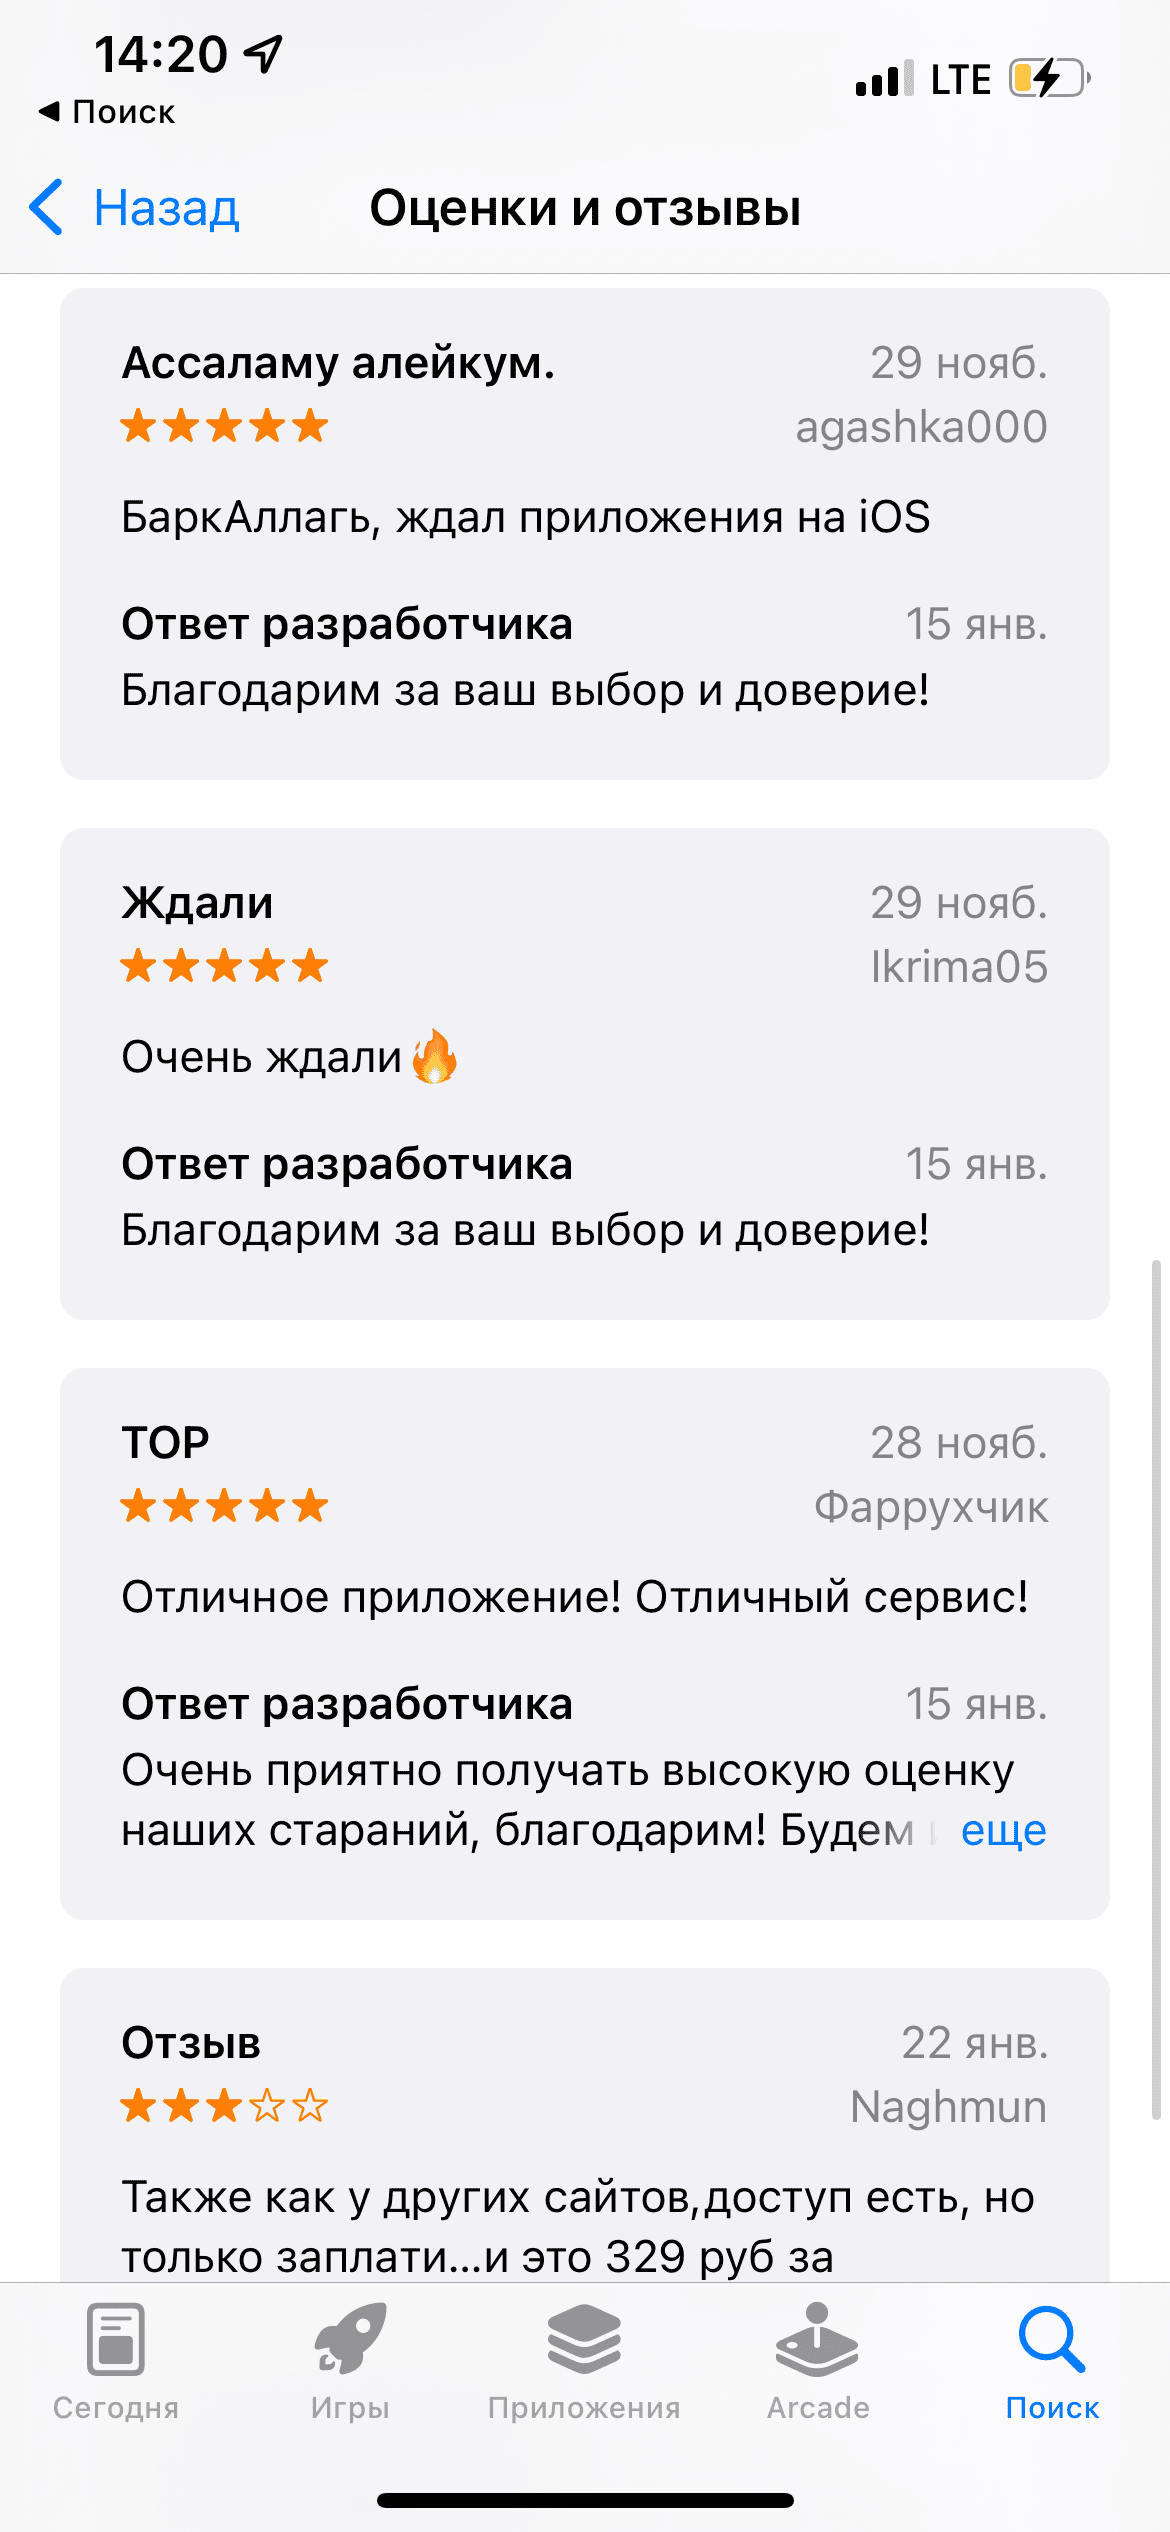 14:20
LTE
Поиск
Назад
Оценки и отзывы
Ассаламу алейкум.
29 нояб.
agashka000
БаркАллагь, ждал приложения на iOS
Ответ разработчика
15 янв.
Благодарим за ваш выбор и доверие!
Ждали
29 нояб.
Ikrima05
Очень ждали🔥
Ответ разработчика
15 янв.
Благодарим за ваш выбор и доверие!
TOP
28 нояб.
Фаррухчик
Отличное приложение! Отличный сервис!
Ответ разработчика
15 янв.
Очень приятно получать высокую оценку
наших стараний, благодарим! Будем еще
Отзыв
22 янв.
Naghmun
Также как у других сайтов,доступ есть, но
только заплати...и это 329 руб за
Сегодня
Игры
Приложения
Arcade
Поиск